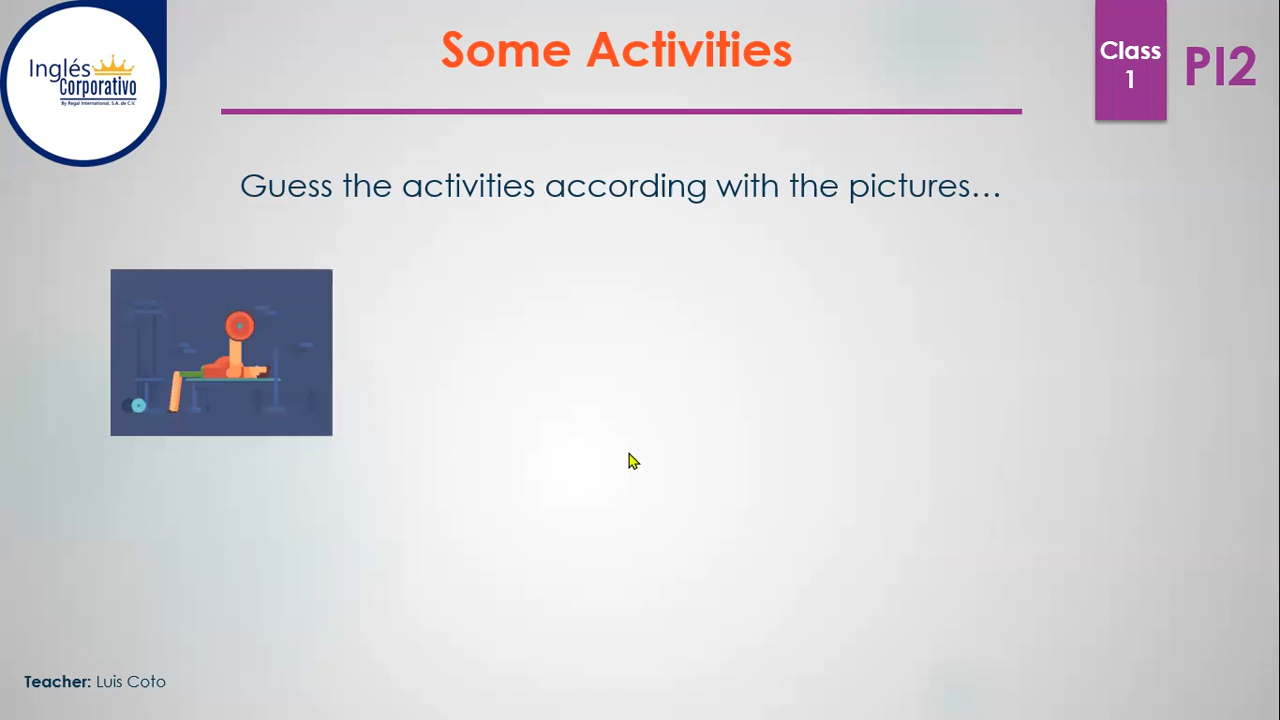 Inglés
Corporativo
By Regal International, S.A. de C.V.
Some Activities
Class
1
PI2
Guess the activities according with the pictures…
Teacher: Luis Coto